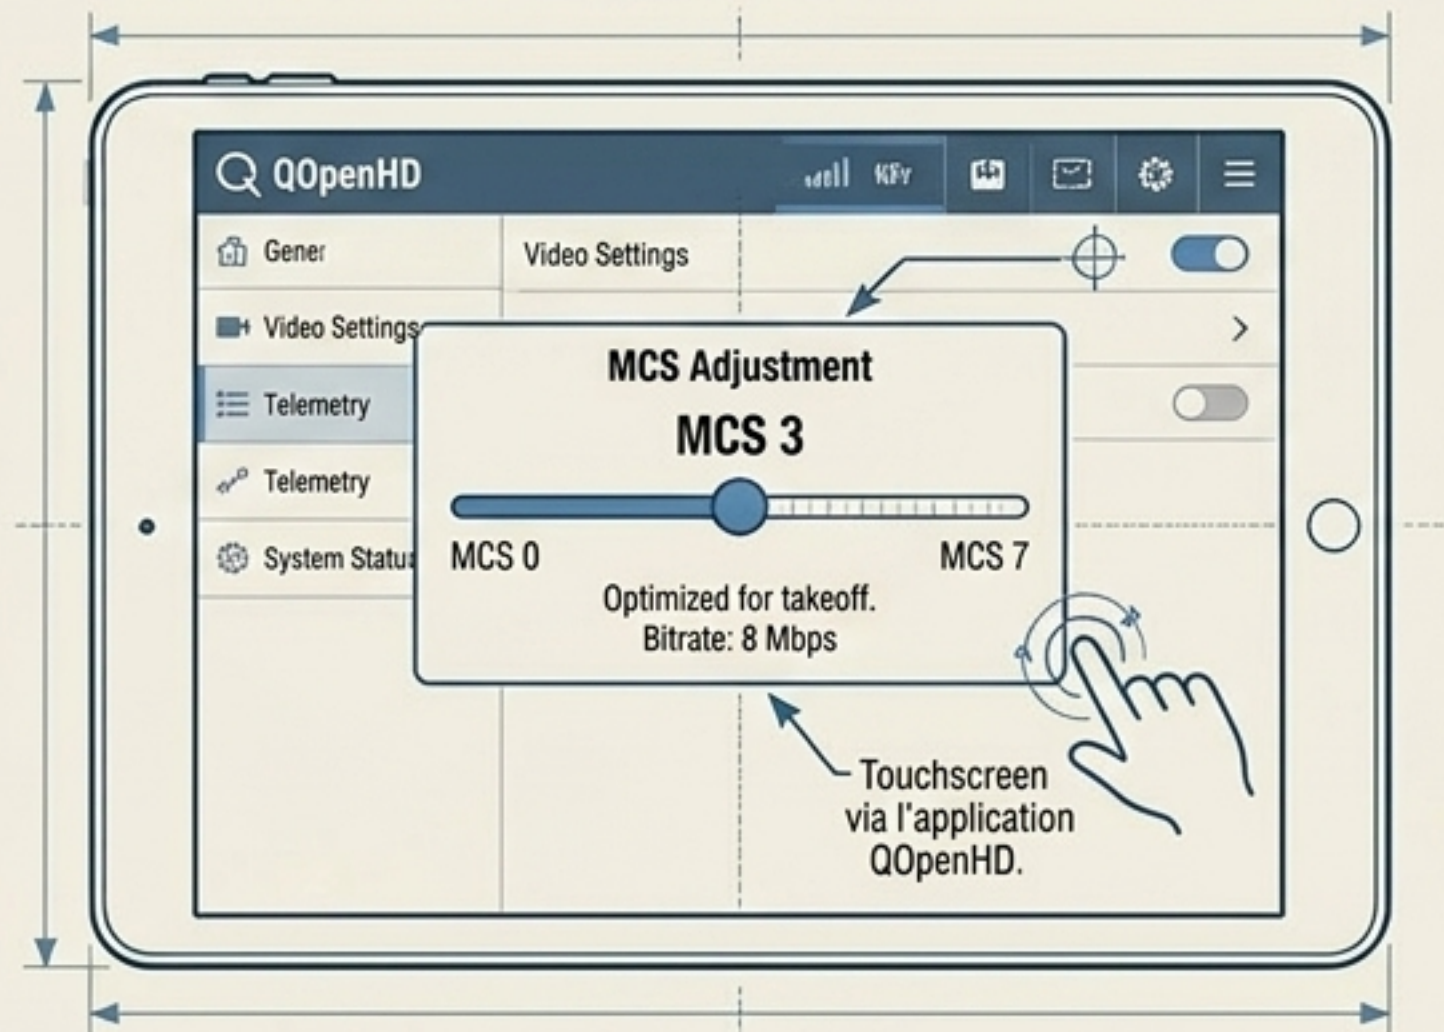 QOpenHD
Gener
Video Settings
Video Settings
Telemetry
Telemetry
System Statu
MCS Adjustment
MCS 3
MCS 0
MCS 7
Optimized for takeoff.
Bitrate: 8 Mbps
Touchscreen
via l'application
QOpenHD.